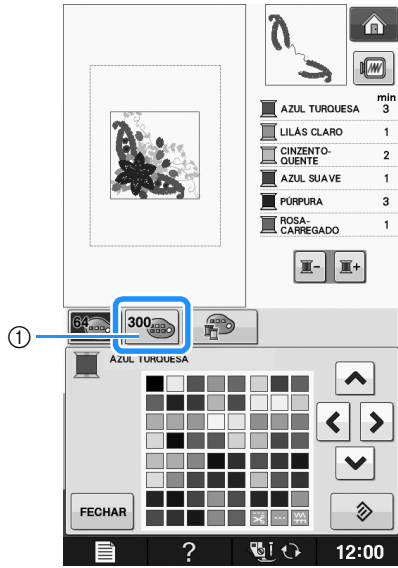 min
AZUL TURQUESA 3
LILÁS CLARO 1
CINZENTO-
QUENTE 2
AZUL SUAVE 1
PÚRPURA 3
ROSA-
CARREGADO 1
64
300
1
AZUL TURQUESA
FECHAR
?
12:00